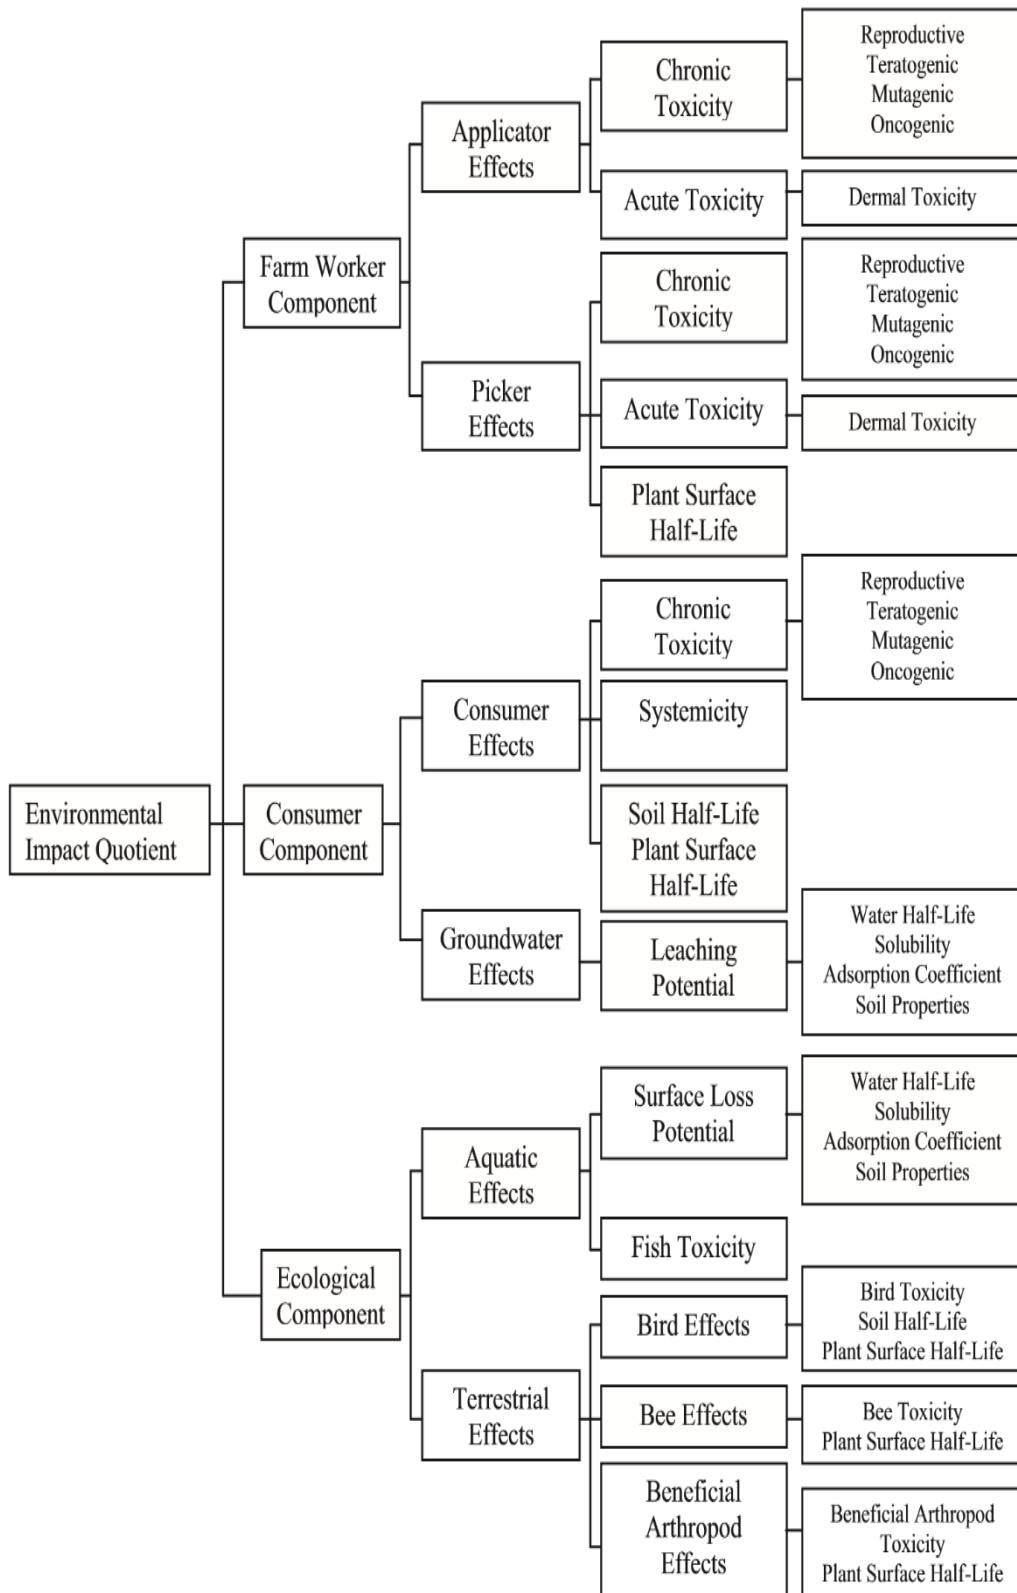 Environmental
Impact Quotient
Farm Worker
Component
Applicator
Effects
Chronic
Toxicity
Reproductive
Teratogenic
Mutagenic
Oncogenic
Acute Toxicity
Dermal Toxicity
Picker
Effects
Chronic
Toxicity
Reproductive
Teratogenic
Mutagenic
Oncogenic
Acute Toxicity
Dermal Toxicity
Plant Surface
Half-Life
Consumer
Component
Consumer
Effects
Chronic
Toxicity
Reproductive
Teratogenic
Mutagenic
Oncogenic
Systemicity
Soil Half-Life
Plant Surface
Half-Life
Groundwater
Effects
Leaching
Potential
Water Half-Life
Solubility
Adsorption Coefficient
Soil Properties
Ecological
Component
Aquatic
Effects
Surface Loss
Potential
Water Half-Life
Solubility
Adsorption Coefficient
Soil Properties
Fish Toxicity
Terrestrial
Effects
Bird Effects
Bird Toxicity
Soil Half-Life
Plant Surface Half-Life
Bee Effects
Bee Toxicity
Plant Surface Half-Life
Beneficial
Arthropod
Effects
Beneficial Arthropod
Toxicity
Plant Surface Half-Life